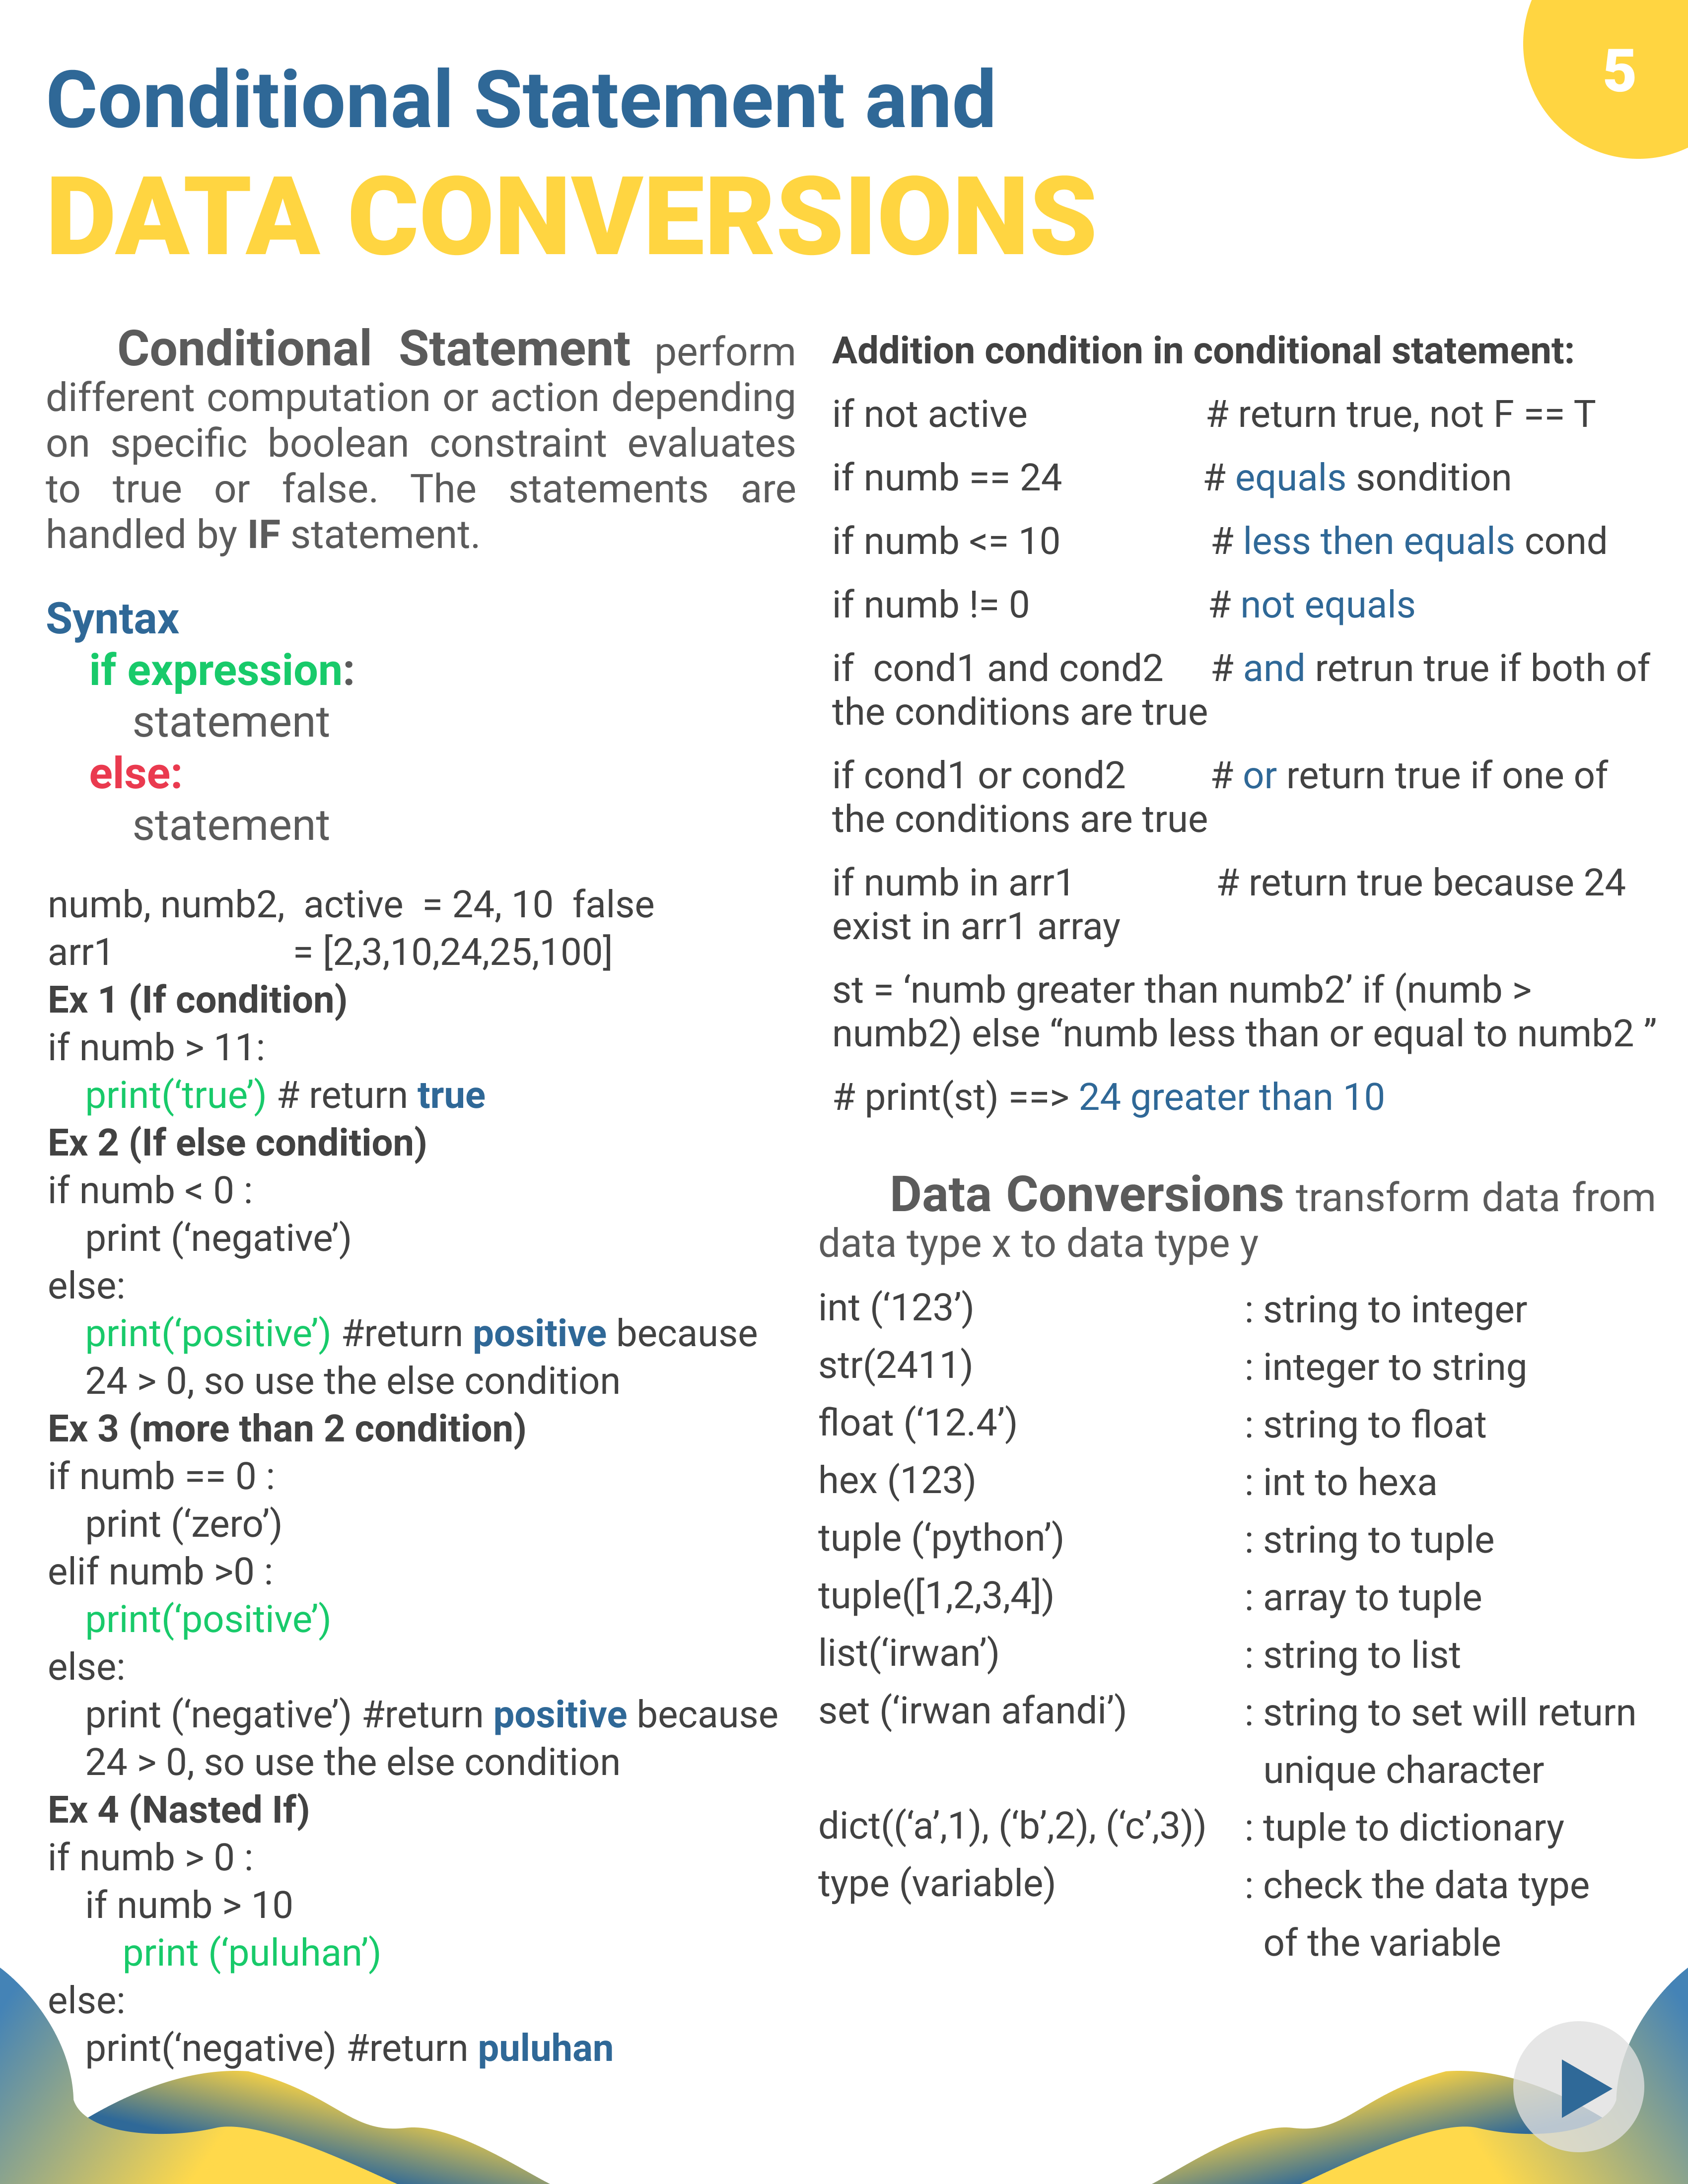 5
Conditional Statement and
DATA CONVERSIONS
Conditional Statement perform
different computation or action depending
on specific boolean constraint evaluates
to true or false. The statements are
handled by IF statement.
Syntax
if expression:
statement
else:
statement
numb, numb2, active = 24, 10 false
arr1 = [2,3,10,24,25,100]
Ex 1 (If condition)
if numb > 11:
print(‘true’) # return true
Ex 2 (If else condition)
if numb < 0 :
print (‘negative’)
else:
print(‘positive’) #return positive because
24 > 0, so use the else condition
Ex 3 (more than 2 condition)
if numb == 0 :
print (‘zero’)
elif numb >0 :
print(‘positive’)
else:
print (‘negative’) #return positive because
24 > 0, so use the else condition
Ex 4 (Nasted If)
if numb > 0 :
if numb > 10
print (‘puluhan’)
else:
print(‘negative) #return puluhan
Addition condition in conditional statement:
if not active # return true, not F == T
if numb == 24 # equals sondition
if numb <= 10 # less then equals cond
if numb != 0 # not equals
if cond1 and cond2 # and retrun true if both of
the conditions are true
if cond1 or cond2 # or return true if one of
the conditions are true
if numb in arr1 # return true because 24
exist in arr1 array
st = ‘numb greater than numb2’ if (numb >
numb2) else “numb less than or equal to numb2 ”
# print(st) ==> 24 greater than 10
Data Conversions transform data from
data type x to data type y
int (‘123’) : string to integer
str(2411) : integer to string
float (‘12.4’) : string to float
hex (123) : int to hexa
tuple (‘python’) : string to tuple
tuple([1,2,3,4]) : array to tuple
list(‘irwan’) : string to list
set (‘irwan afandi’) : string to set will return
unique character
dict((‘a’,1), (‘b’,2), (‘c’,3)) : tuple to dictionary
type (variable) : check the data type
of the variable